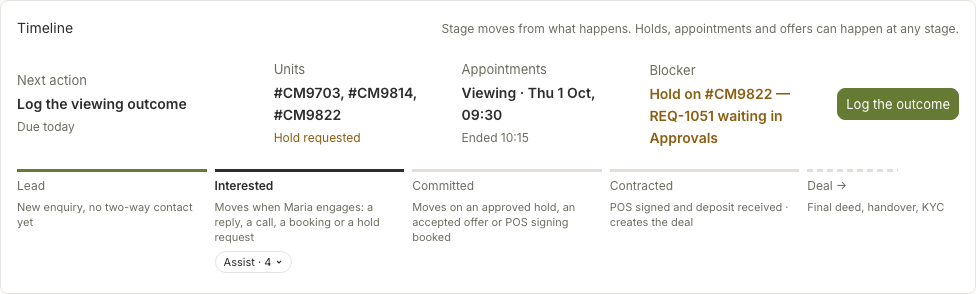 Timeline
Stage moves from what happens. Holds, appointments and offers can happen at any stage.
Next action
Log the viewing outcome
Due today
Units
#CM9703, #CM9814,
#CM9822
Hold requested
Appointments
Viewing · Thu 1 Oct,
09:30
Ended 10:15
Blocker
Hold on #CM9822 —
REQ-1051 waiting in
Approvals
Log the outcome
Lead
New enquiry, no two-way contact
yet
Interested
Moves when Maria engages: a
reply, a call, a booking or a hold
request
Assist · 4
Committed
Moves on an approved hold, an
accepted offer or POS signing
booked
Contracted
POS signed and deposit received ·
creates the deal
Deal →
Final deed, handover, KYC